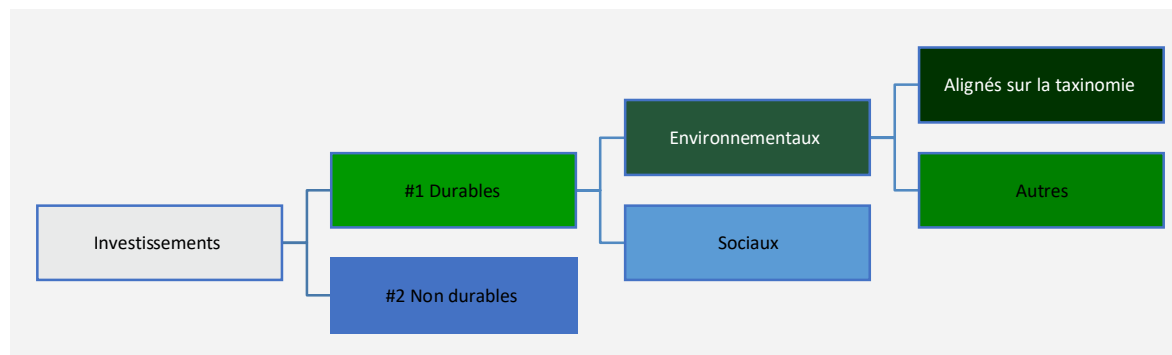 Investissements
#1 Durables
#2 Non durables
Environnementaux
Sociaux
Alignés sur la taxinomie
Autres